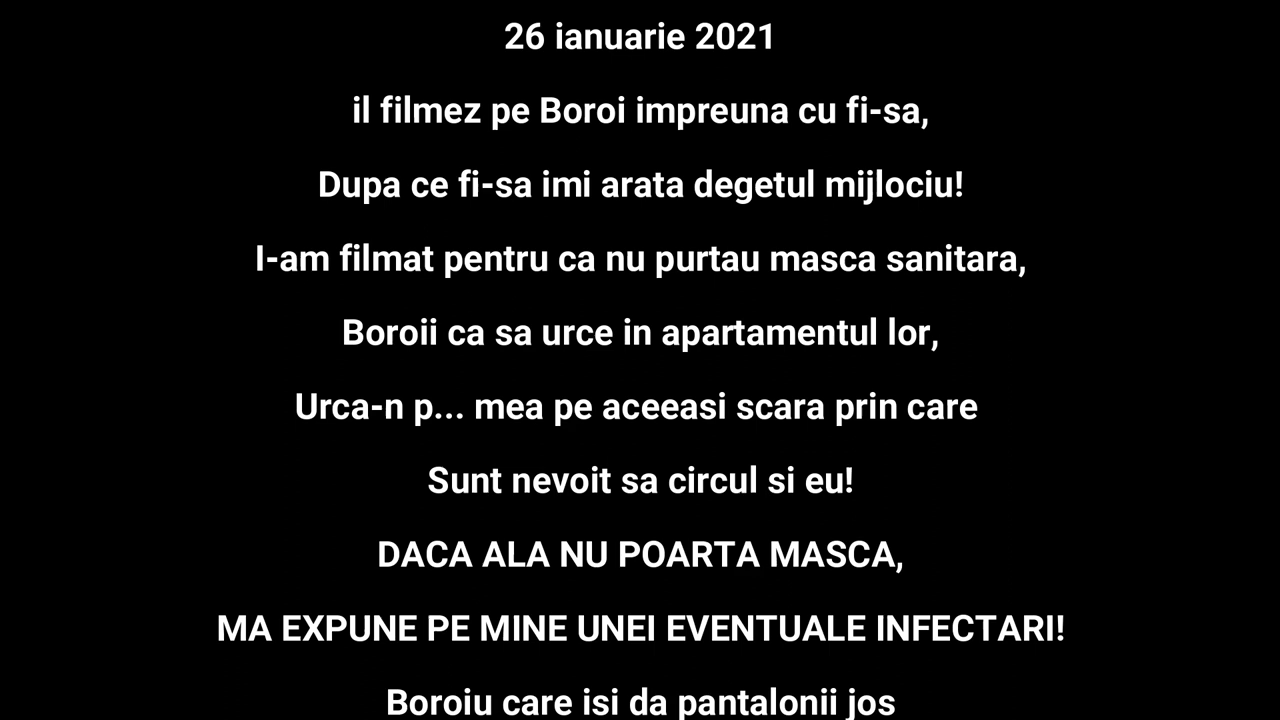 26 ianuarie 2021
il filmez pe Boroi impreuna cu fi-sa,
Dupa ce fi-sa imi arata degetul mijlociu!
I-am filmat pentru ca nu purtau masca sanitara,
Boroii ca sa urce in apartamentul lor,
Urca-n p... mea pe aceeasi scara prin care
Sunt nevoit sa circul si eu!
DACA ALA NU POARTA MASCA,
MA EXPUNE PE MINE UNEI EVENTUALE INFECTARI!
Boroiu care isi da pantalonii jos